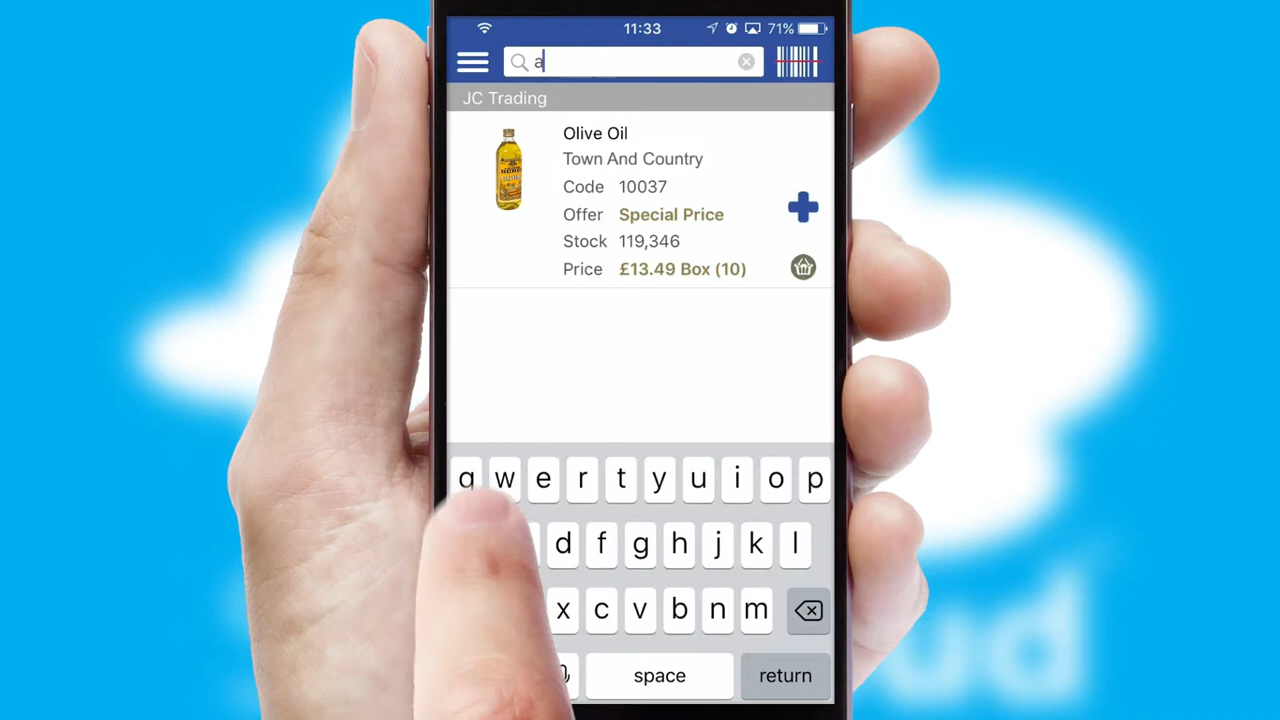 11:33
71%
a
JC Trading
Olive Oil
Town And Country
Code 10037
Offer Special Price
Stock 119,346
Price £13.49 Box (10)
q w e r t y u i o p
d f g h j k l
x c v b n m
space return
ud